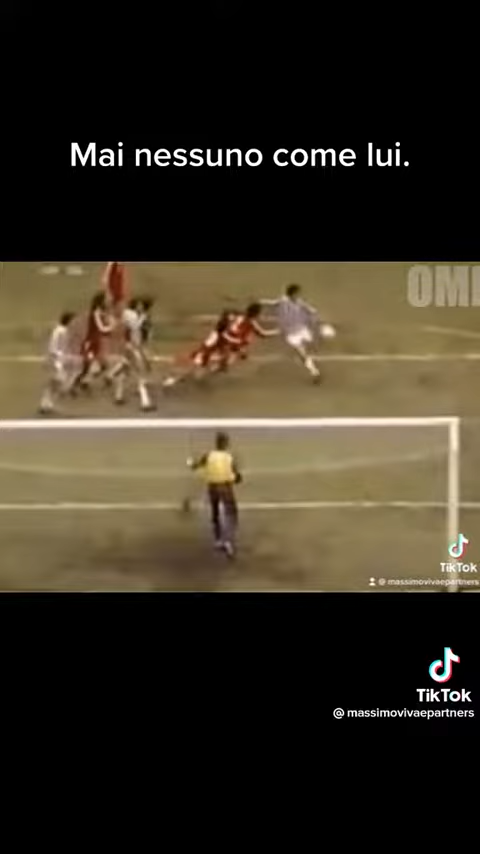 Mai nessuno come lui.
OM
TikTok
@ massimovivaepartners
TikTok
@ massimovivaepartners